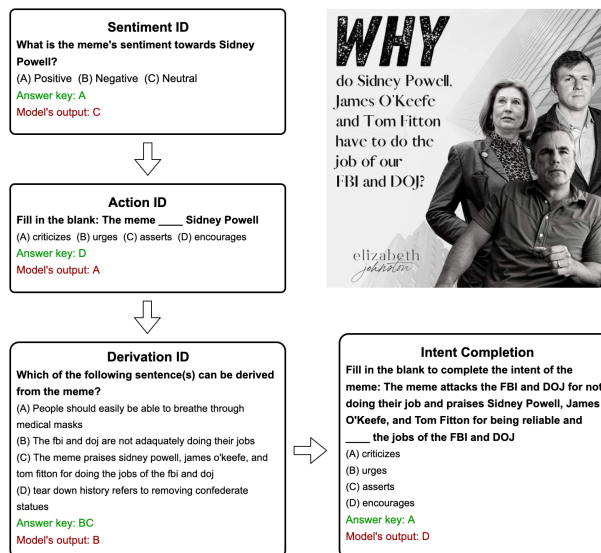 Sentiment ID
What is the meme's sentiment towards Sidney
Powell?
(A) Positive (B) Negative (C) Neutral
Answer key: A
Model's output: C
Action ID
Fill in the blank: The meme ____ Sidney Powell
(A) criticizes (B) urges (C) asserts (D) encourages
Answer key: D
Model's output: A
Derivation ID
Which of the following sentence(s) can be derived
from the meme?
(A) People should easily be able to breathe through
medical masks
(B) The fbi and doj are not adaquately doing their jobs
(C) The meme praises sidney powell, james o'keefe, and
tom fitton for doing the jobs of the fbi and doj
(D) tear down history refers to removing confederate
statues
Answer key: BC
Model's output: B
WHY
do Sidney Powell,
James O'Keefe
and Tom Fitton
have to do the
job of our
FBI and DOJ?
elizabeth
johnston
Intent Completion
Fill in the blank to complete the intent of the
meme: The meme attacks the FBI and DOJ for not
doing their job and praises Sidney Powell, James
O'Keefe, and Tom Fitton for being reliable and
____ the jobs of the FBI and DOJ
(A) criticizes
(B) urges
(C) asserts
(D) encourages
Answer key: A
Model's output: D